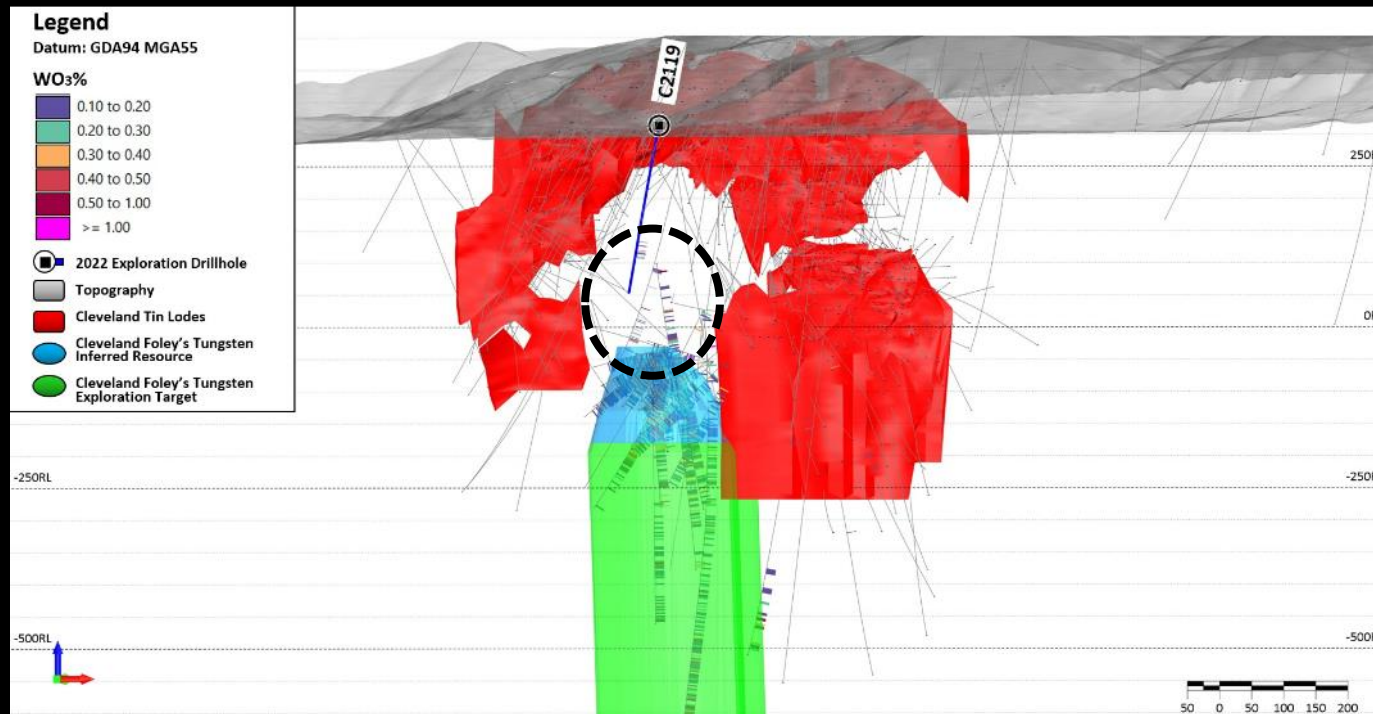 Legend
Datum: GDA94 MGA55
WO₃%
0.10 to 0.20
0.20 to 0.30
0.30 to 0.40
0.40 to 0.50
0.50 to 1.00
>= 1.00
2022 Exploration Drillhole
Topography
Cleveland Tin Lodes
Cleveland Foley's Tungsten
Inferred Resource
Cleveland Foley's Tungsten
Exploration Target
C2119
-250RL
-500RL
50 0 50 100 150 200